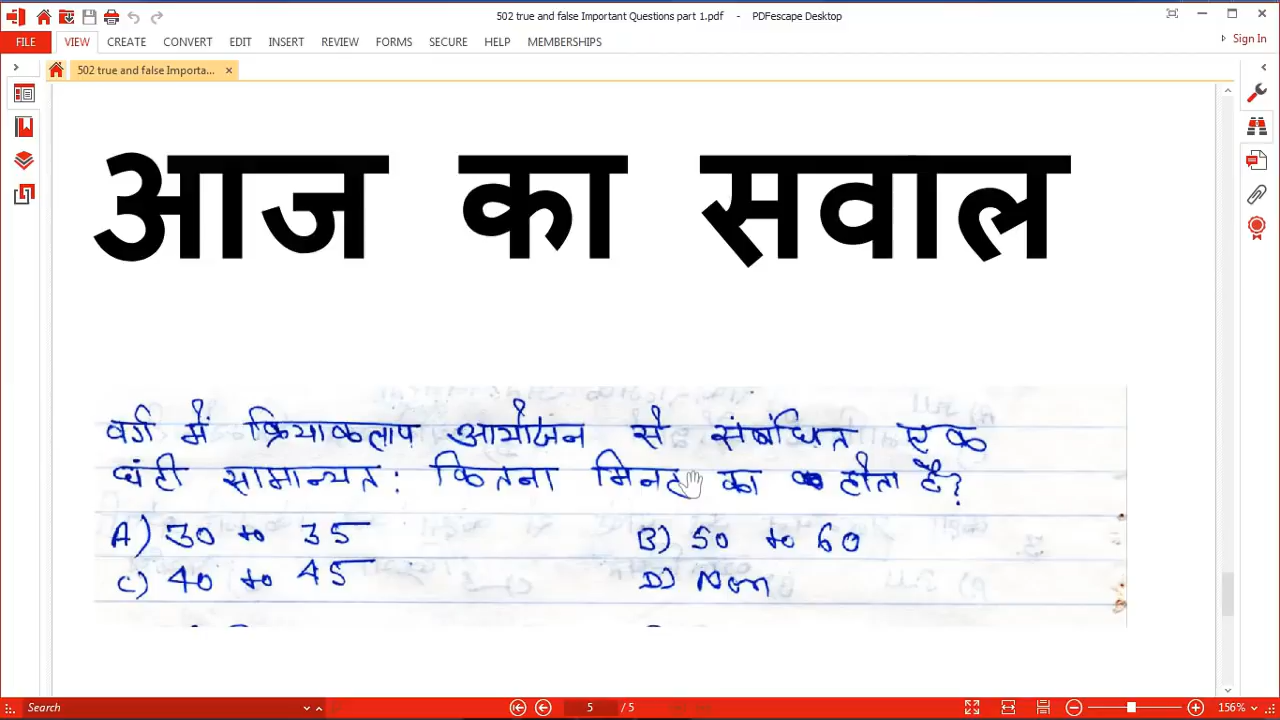 502 true and false Important Questions part 1.pdf - PDFescape Desktop
FILE VIEW CREATE CONVERT EDIT INSERT REVIEW FORMS SECURE HELP MEMBERSHIPS Sign In
502 true and false Importa...
आज का सवाल
वर्ग में क्रियाकलाप आयोजन से संबंधित एक
घंटी सामान्यत: कितना मिनट का होता है?
A) 30 to 35 B) 50 to 60
C) 40 to 45 D) Non
Search 5 / 5 156%